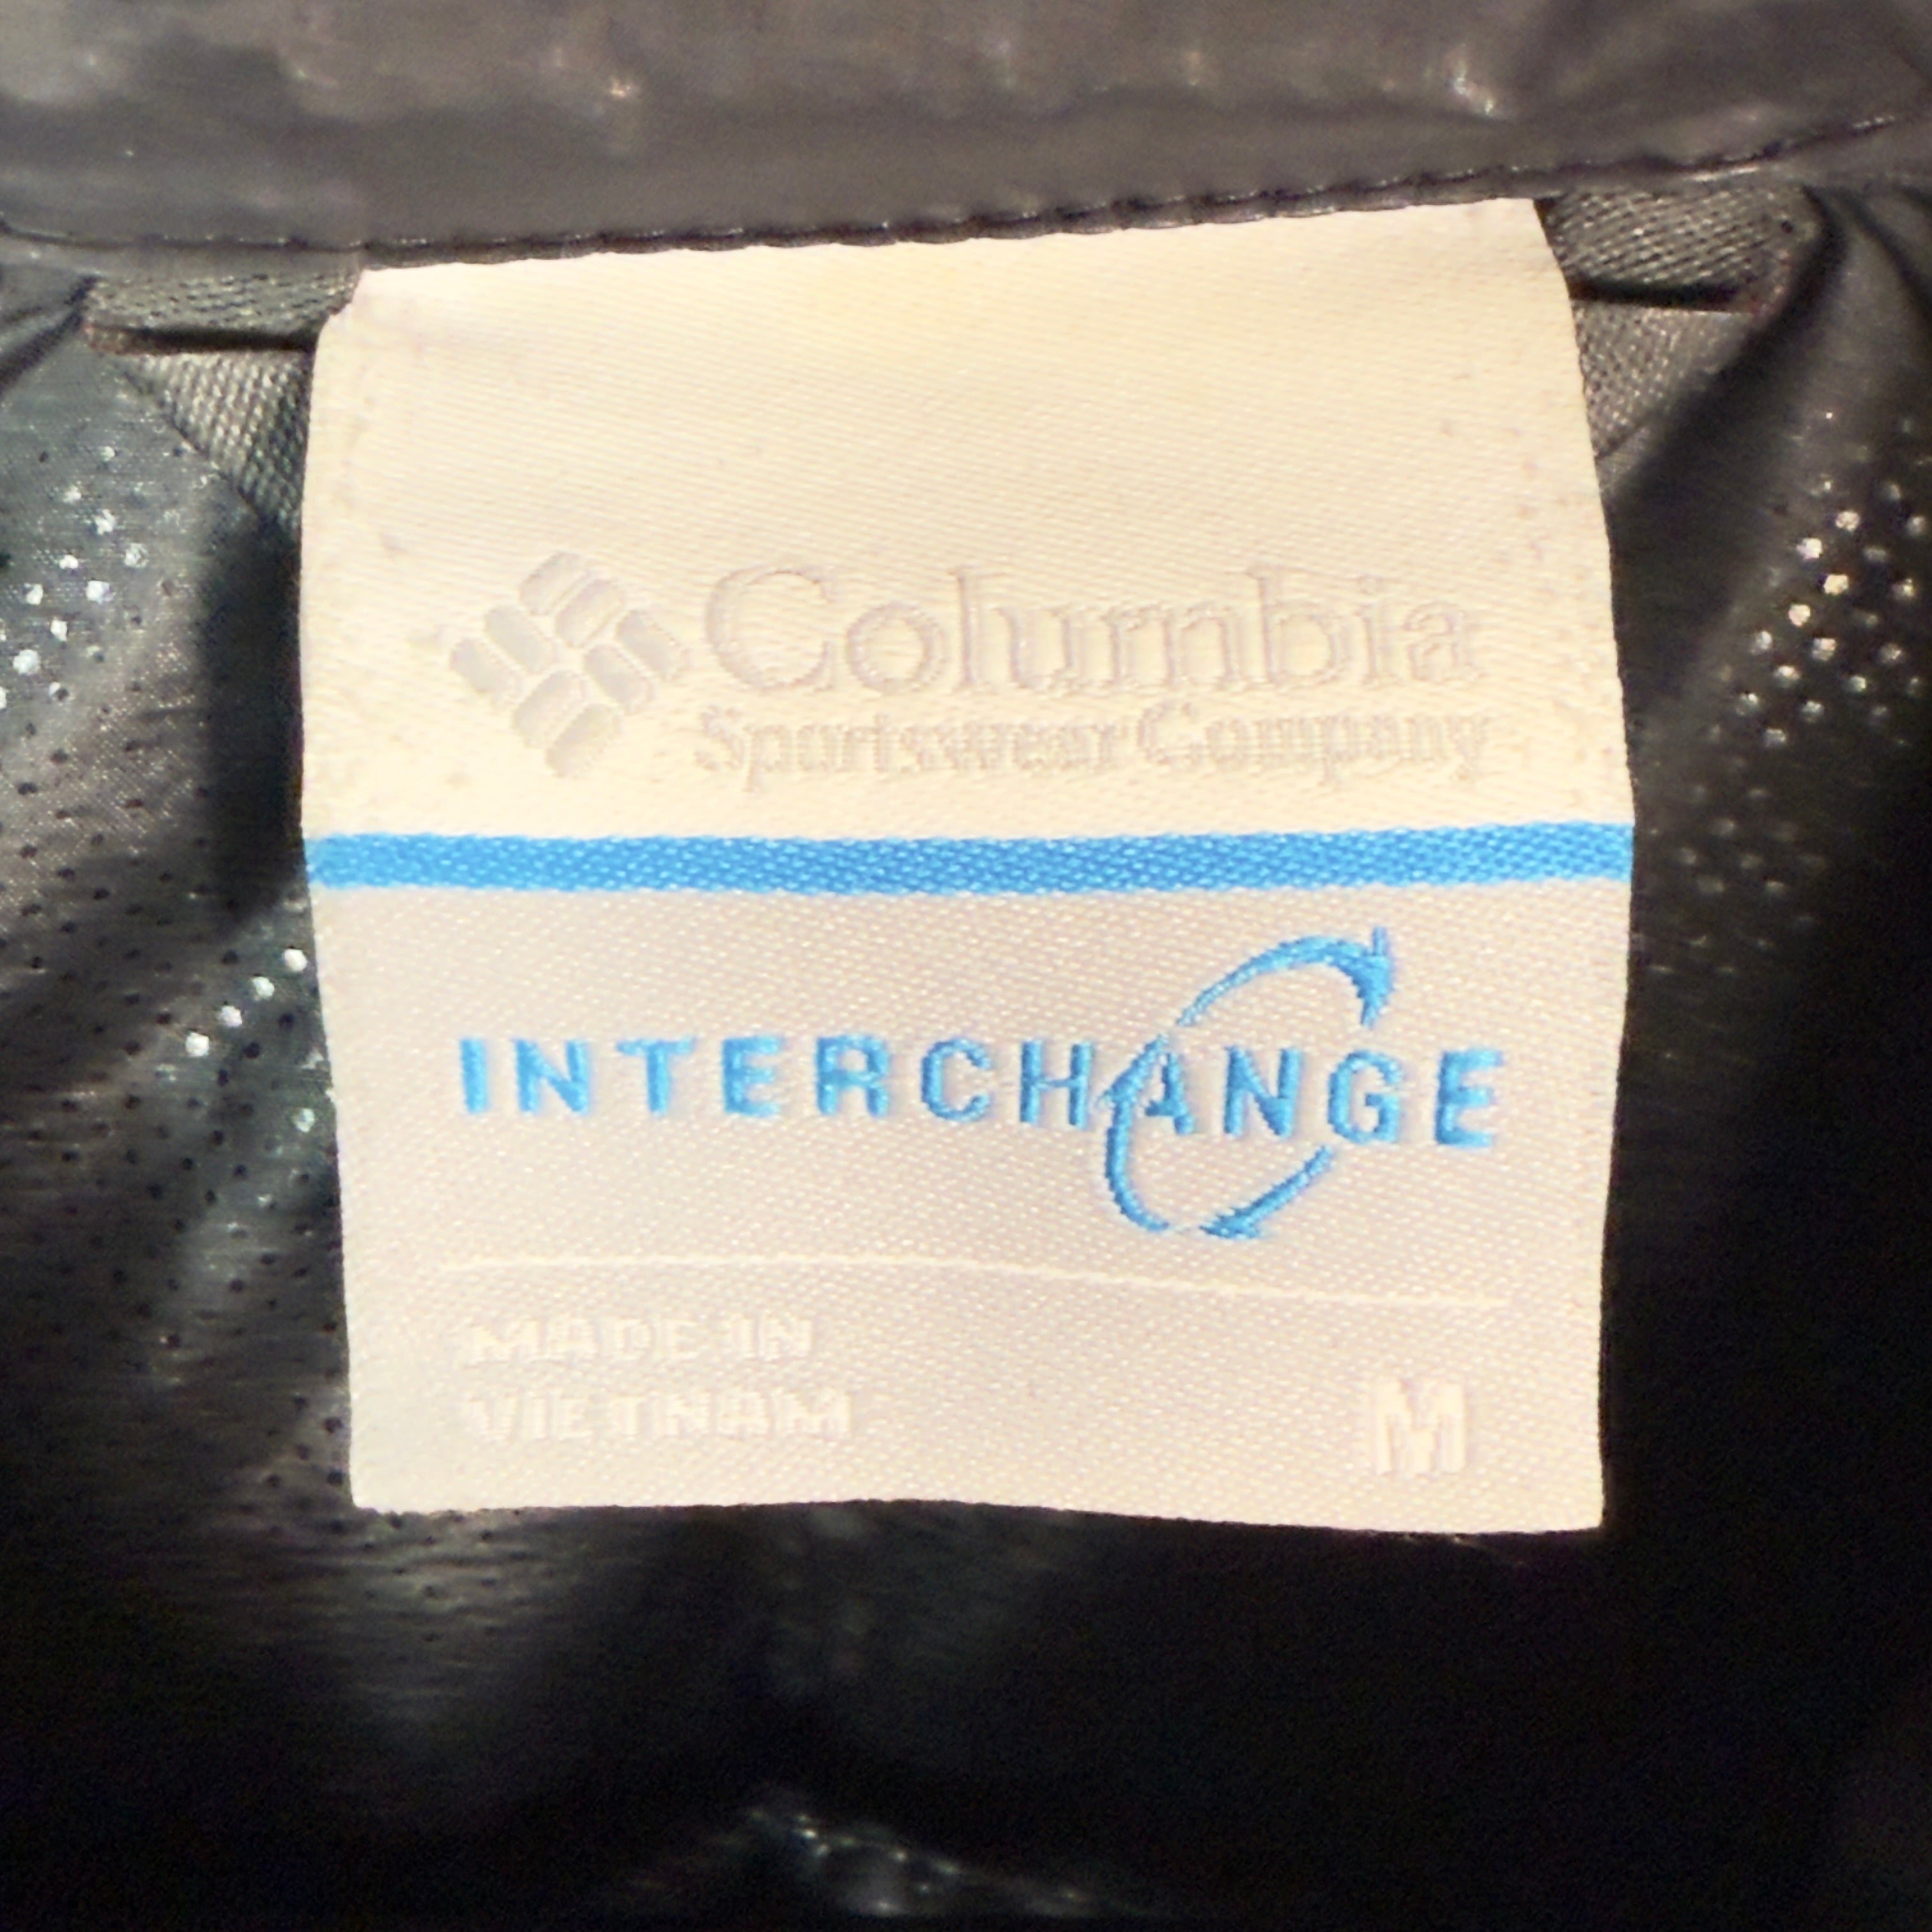 Columbia
Sportswear Company
INTERCHANGE
MADE IN
VIETNAM
M